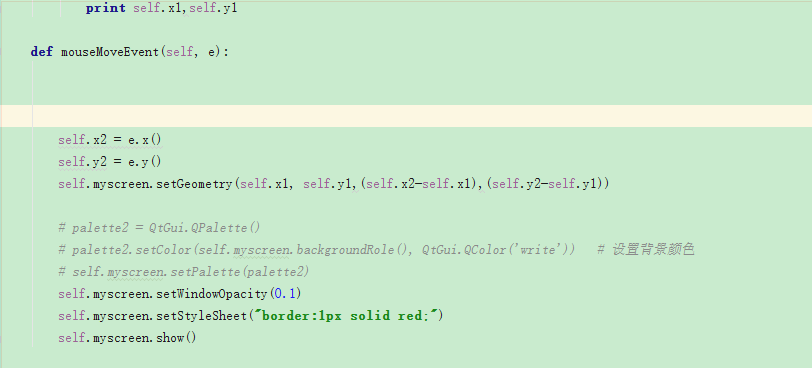 print self.x1,self.y1
def mouseMoveEvent(self, e):
self.x2 = e.x()
self.y2 = e.y()
self.myscreen.setGeometry(self.x1, self.y1,(self.x2-self.x1),(self.y2-self.y1))
# palette2 = QtGui.QPalette()
# palette2.setColor(self.myscreen.backgroundRole(), QtGui.QColor('write'))   # 设置背景颜色
# self.myscreen.setPalette(palette2)
self.myscreen.setWindowOpacity(0.1)
self.myscreen.setStyleSheet("border:1px solid red;")
self.myscreen.show()